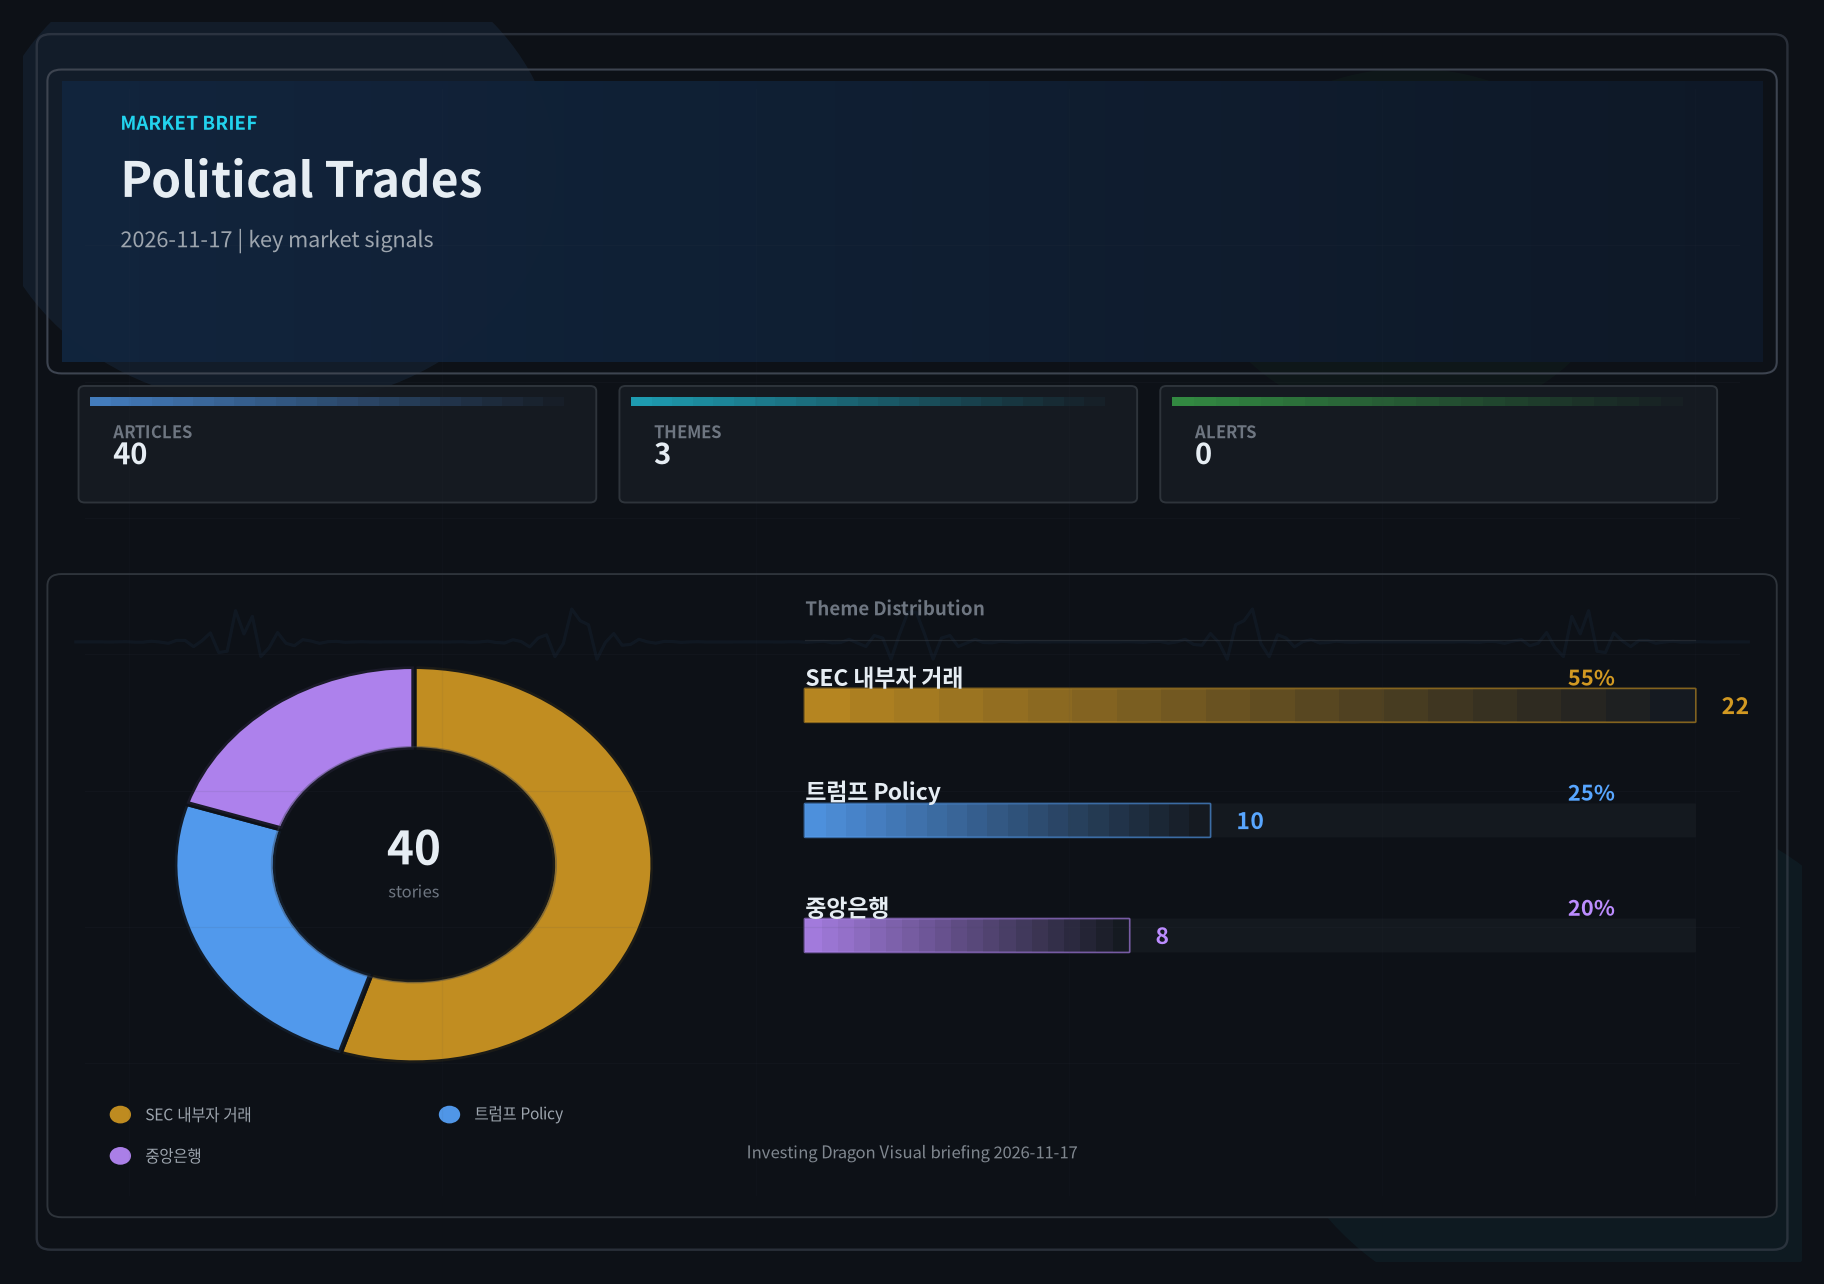 MARKET BRIEF
Political Trades
2026-11-17 | key market signals
ARTICLES
40
THEMES
3
ALERTS
0
Theme Distribution
SEC 내부자 거래
55%
22
트럼프 Policy
25%
10
중앙은행
20%
8
40
stories
SEC 내부자 거래
트럼프 Policy
중앙은행
Investing Dragon Visual briefing 2026-11-17